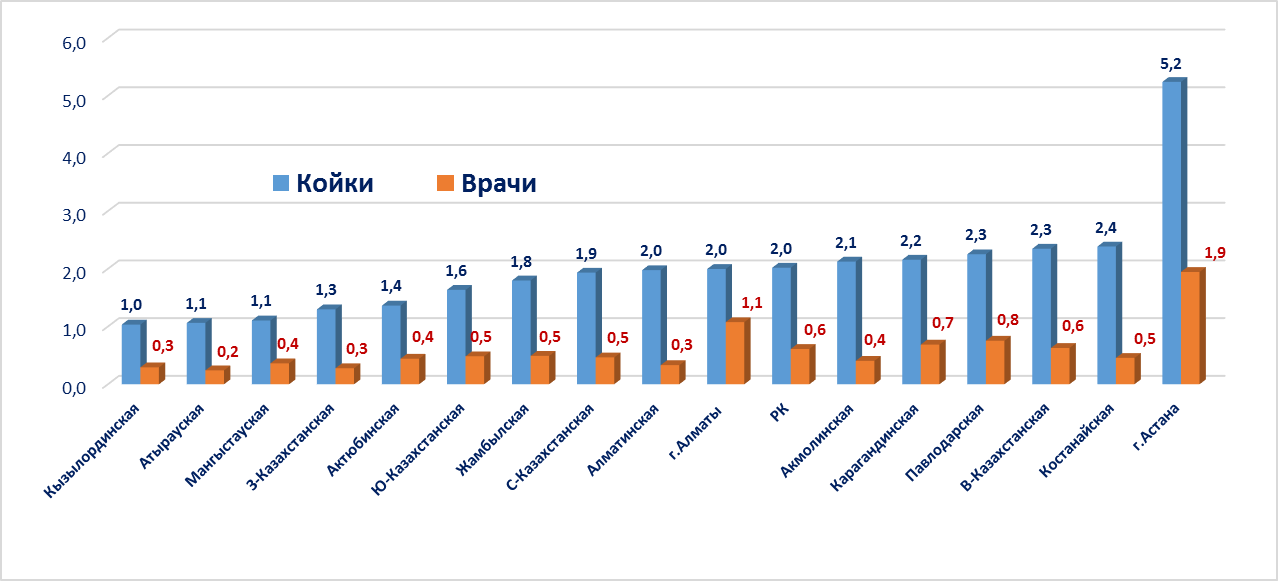 6,0
5,0
4,0
3,0
2,0
1,0
0,0
Койки
Врачи
1,0
1,1
1,1
1,3
1,4
1,6
1,8
1,9
2,0
2,0
2,0
2,1
2,2
2,3
2,3
2,4
5,2
0,3
0,2
0,4
0,3
0,4
0,5
0,5
0,5
0,3
1,1
0,6
0,4
0,7
0,8
0,6
0,5
1,9
Кызылординская
Атырауская
Мангыстауская
З-Казахстанская
Актюбинская
Ю-Казахстанская
Жамбылская
С-Казахстанская
Алматинская
г.Алматы
РК
Акмолинская
Карагандинская
Павлодарская
В-Казахстанская
Костанайская
г.Астана